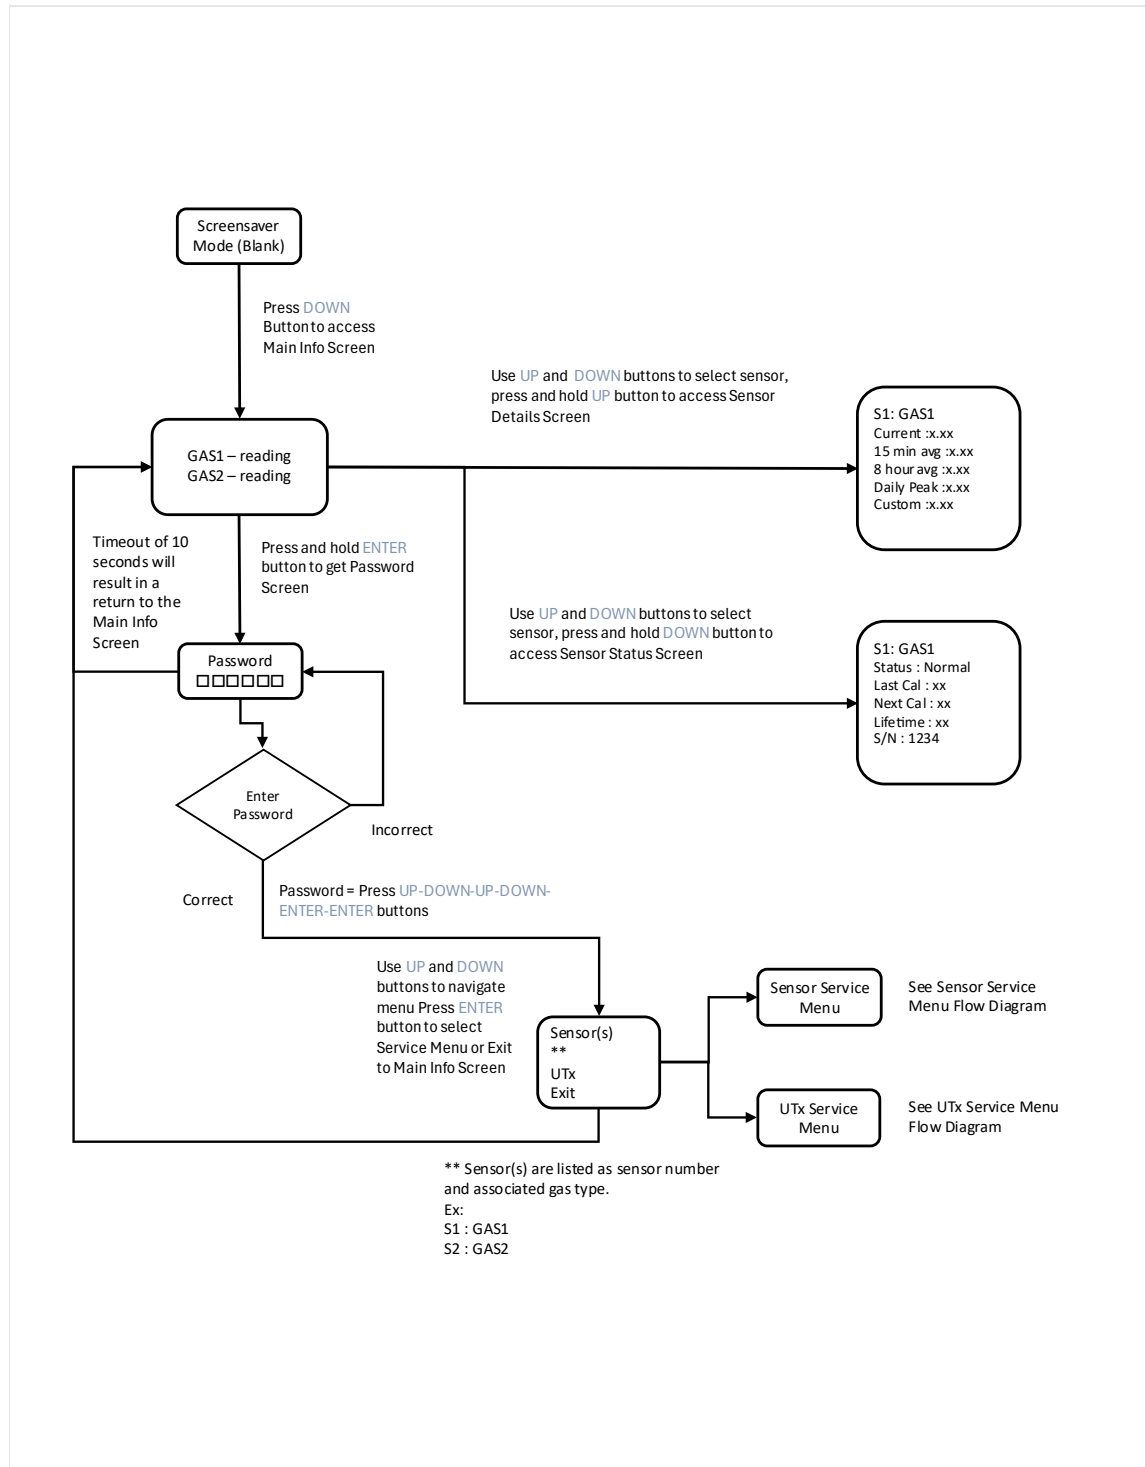 Screensaver
Mode (Blank)
Press DOWN
Button to access
Main Info Screen
Use UP and DOWN buttons to select sensor,
press and hold UP button to access Sensor
Details Screen
S1: GAS1
Current :x.xx
15 min avg :x.xx
8 hour avg :x.xx
Daily Peak :x.xx
Custom :x.xx
GAS1 – reading
GAS2 – reading
Timeout of 10
seconds will
result in a
return to the
Main Info
Screen
Press and hold ENTER
button to get Password
Screen
Use UP and DOWN buttons to select
sensor, press and hold DOWN button to
access Sensor Status Screen
S1: GAS1
Status : Normal
Last Cal : xx
Next Cal : xx
Lifetime : xx
S/N : 1234
Password
Enter
Password
Incorrect
Correct
Password = Press UP-DOWN-UP-DOWN-
ENTER-ENTER buttons
Use UP and DOWN
buttons to navigate
menu Press ENTER
button to select
Service Menu or Exit
to Main Info Screen
Sensor(s)
**
UTx
Exit
Sensor Service
Menu
See Sensor Service
Menu Flow Diagram
UTx Service
Menu
See UTx Service Menu
Flow Diagram
** Sensor(s) are listed as sensor number
and associated gas type.
Ex:
S1 : GAS1
S2 : GAS2